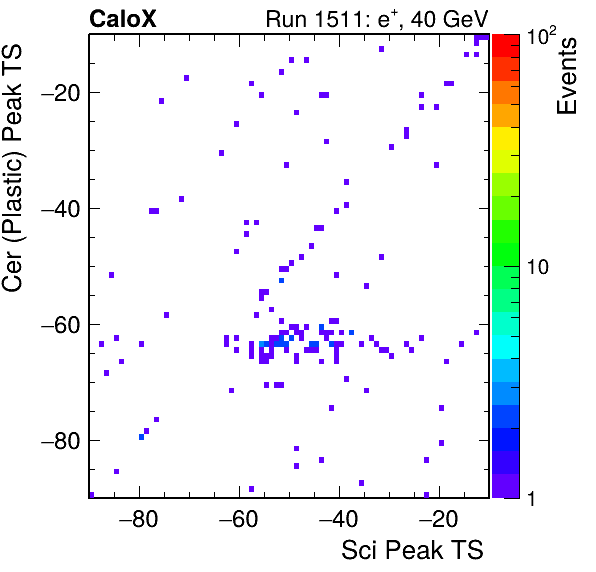 CaloX
Run 1511: e⁺, 40 GeV
Cer (Plastic) Peak TS
−20
−40
−60
−80
−80
−60
−40
−20
Sci Peak TS
10²
10
1
Events